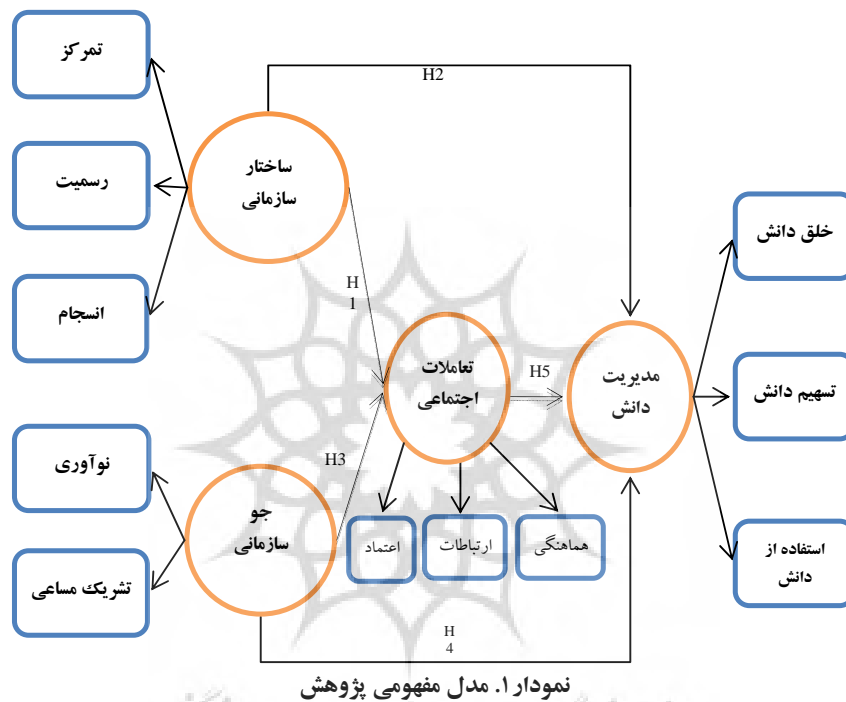 تمرکز
H2
ساختار
سازمانی
رسمیت
خلق دانش
انسجام
H
1
تعاملات
اجتماعی
H5
مدیریت
دانش
تسهیم دانش
نوآوری
H3
جو
سازمانی
اعتماد
ارتباطات
هماهنگی
استفاده از
دانش
تشریک مساعی
H
4
نمودار ۱. مدل مفهومی پژوهش